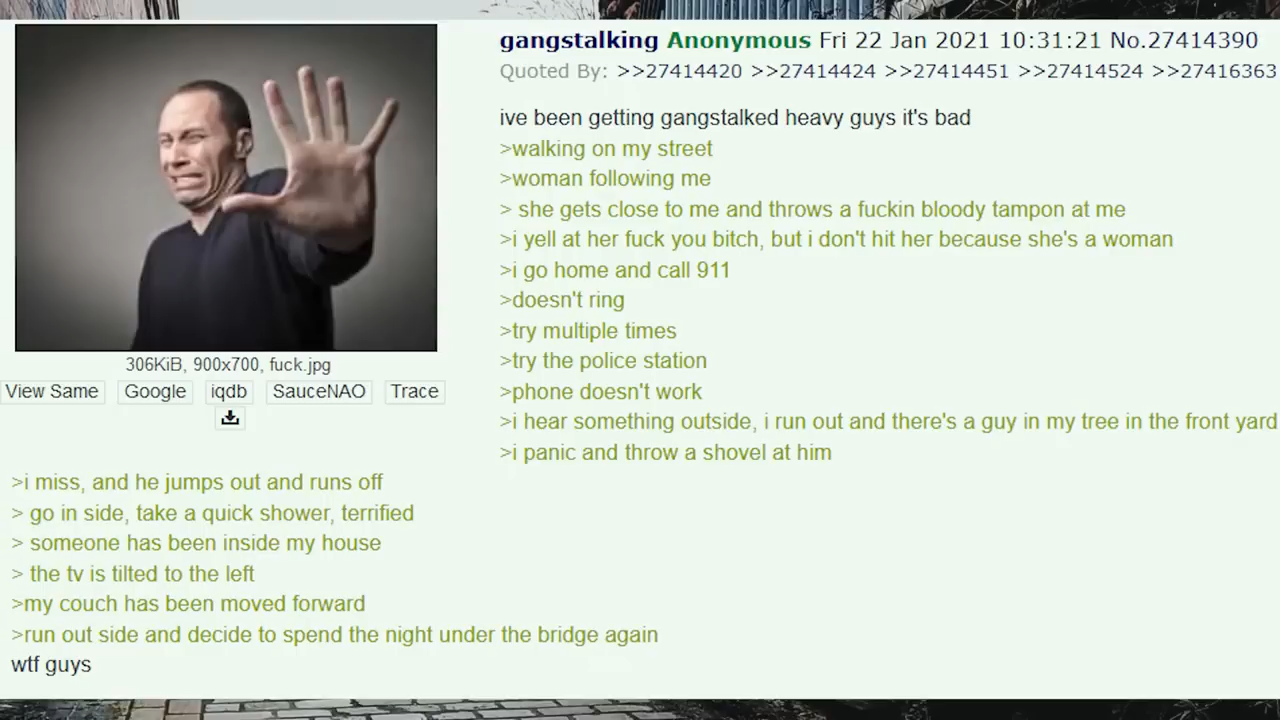 gangstalking Anonymous Fri 22 Jan 2021 10:31:21 No.27414390
Quoted By: >>27414420 >>27414424 >>27414451 >>27414524 >>27416363
ive been getting gangstalked heavy guys it's bad
>walking on my street
>woman following me
> she gets close to me and throws a fuckin bloody tampon at me
>i yell at her fuck you bitch, but i don't hit her because she's a woman
>i go home and call 911
>doesn't ring
>try multiple times
>try the police station
>phone doesn't work
>i hear something outside, i run out and there's a guy in my tree in the front yard
>i panic and throw a shovel at him
306KiB, 900x700, fuck.jpg
View Same Google iqdb SauceNAO Trace
>i miss, and he jumps out and runs off
> go in side, take a quick shower, terrified
> someone has been inside my house
> the tv is tilted to the left
>my couch has been moved forward
>run out side and decide to spend the night under the bridge again
wtf guys